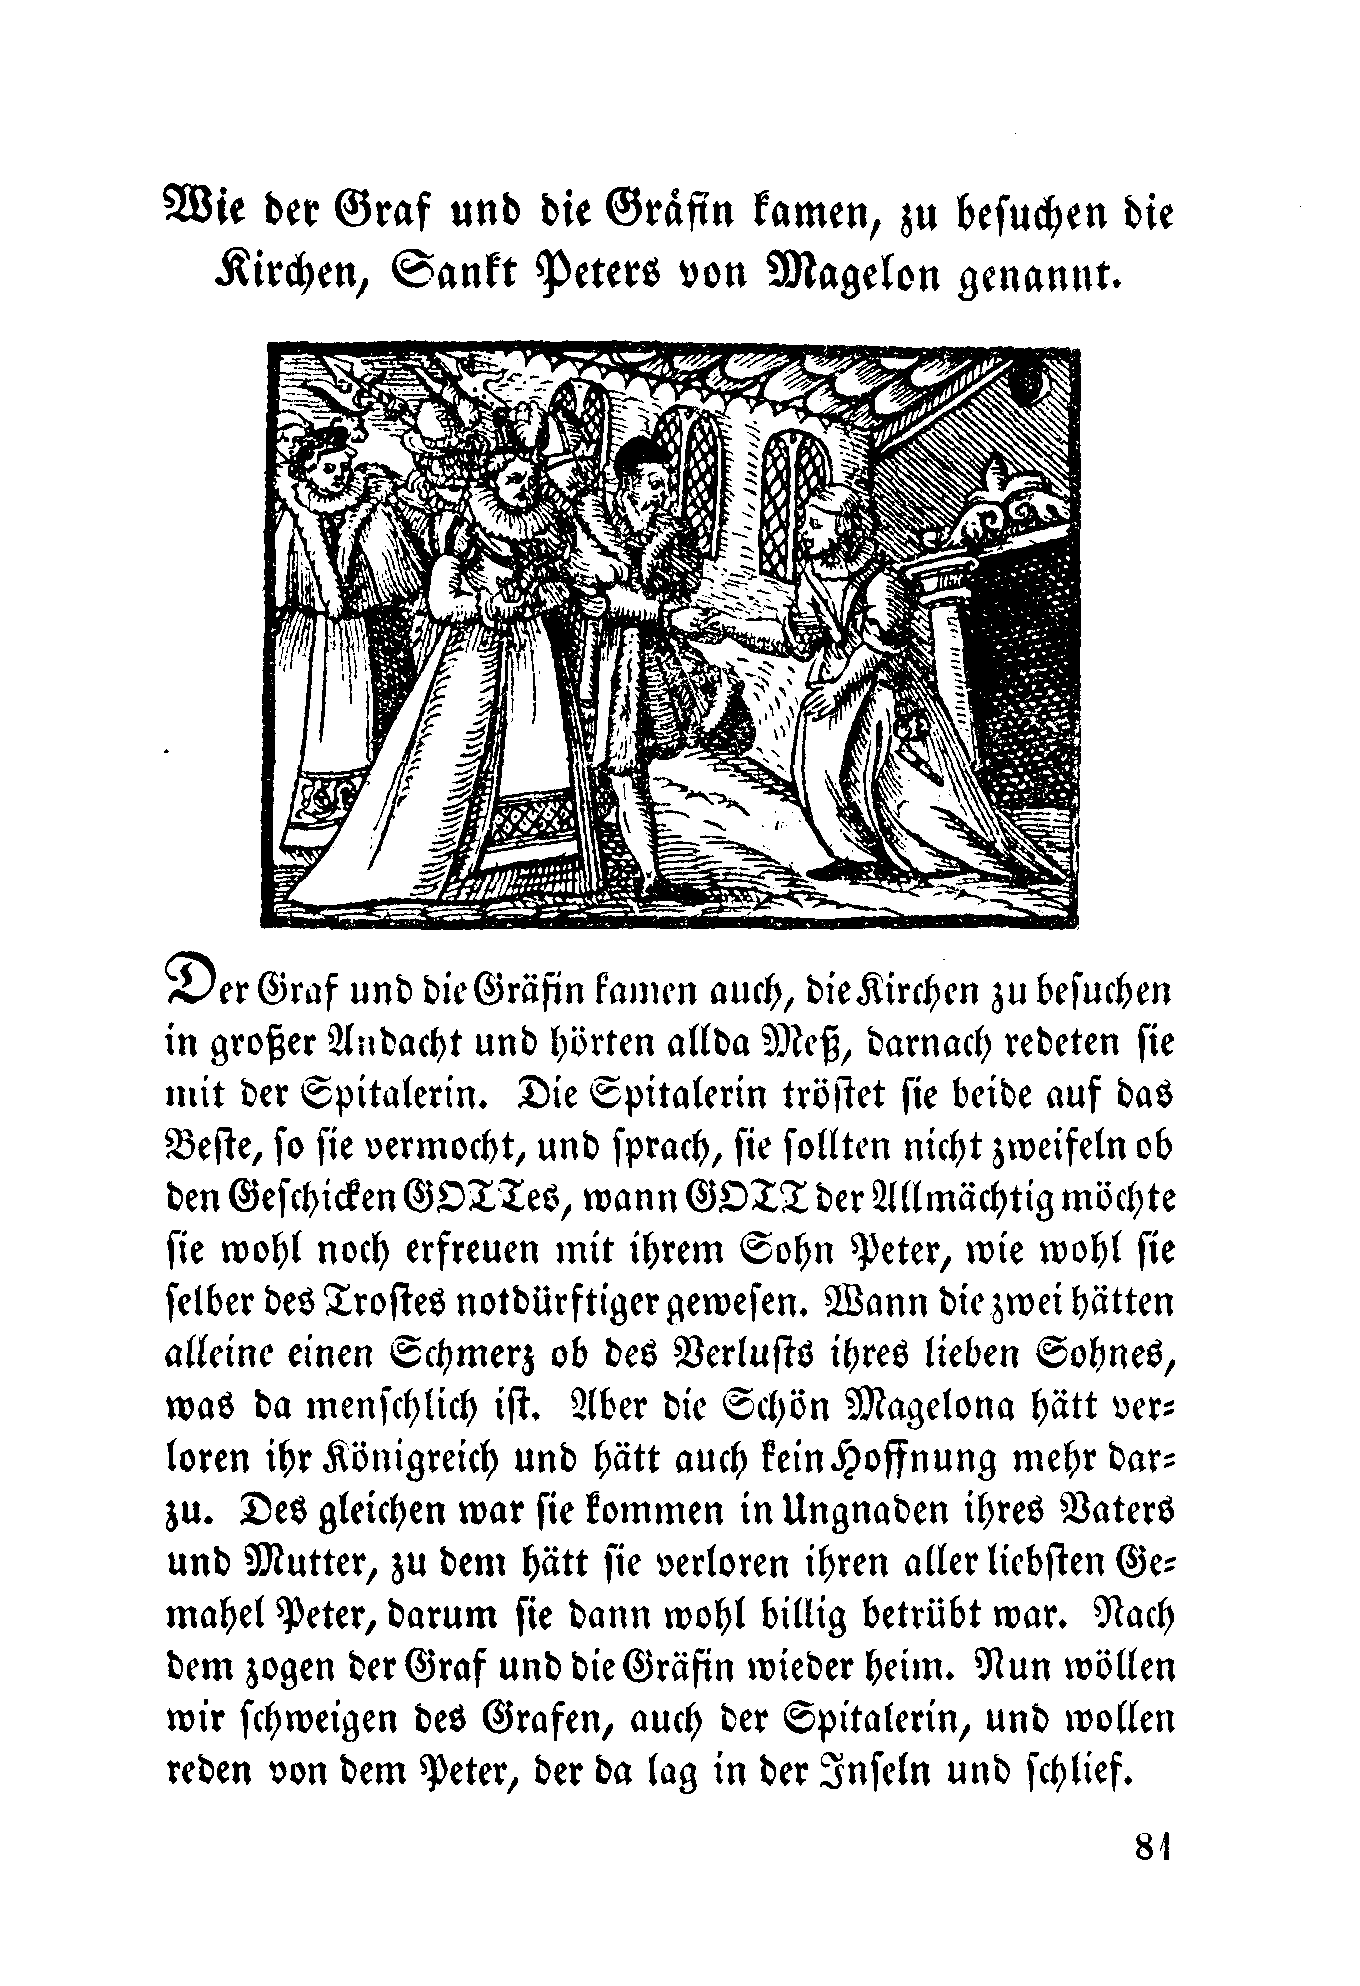 Wie der Graf und die Gräfin kamen, zu besuchen die
Kirchen, Sankt Peters von Magelon genannt.
Der Graf und die Gräfin kamen auch, die Kirchen zu besuchen
in großer Andacht und hörten allda Meß, darnach redeten sie
mit der Spitalerin. Die Spitalerin tröstet sie beide auf das
Beste, so sie vermocht, und sprach, sie sollten nicht zweifeln ob
den Geschicken GOTTes, wann GOTT der Allmächtig möchte
sie wohl noch erfreuen mit ihrem Sohn Peter, wie wohl sie
selber des Trostes notdürftiger gewesen. Wann die zwei hätten
alleine einen Schmerz ob des Verlusts ihres lieben Sohnes,
was da menschlich ist. Aber die Schön Magelona hätt ver-
loren ihr Königreich und hätt auch kein Hoffnung mehr dar-
zu. Des gleichen war sie kommen in Ungnaden ihres Vaters
und Mutter, zu dem hätt sie verloren ihren aller liebsten Ge-
mahel Peter, darum sie dann wohl billig betrübt war. Nach
dem zogen der Graf und die Gräfin wieder heim. Nun wöllen
wir schweigen des Grafen, auch der Spitalerin, und wollen
reden von dem Peter, der da lag in der Inseln und schlief.
81